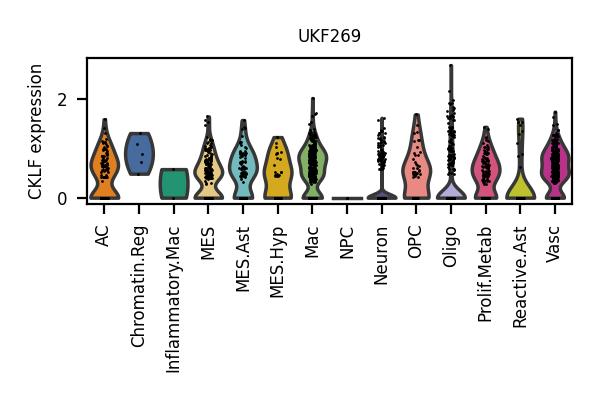 UKF269
CKLF expression
2
0
AC
Chromatin.Reg
Inflammatory.Mac
MES
MES.Ast
MES.Hyp
Mac
NPC
Neuron
OPC
Oligo
Prolif.Metab
Reactive.Ast
Vasc